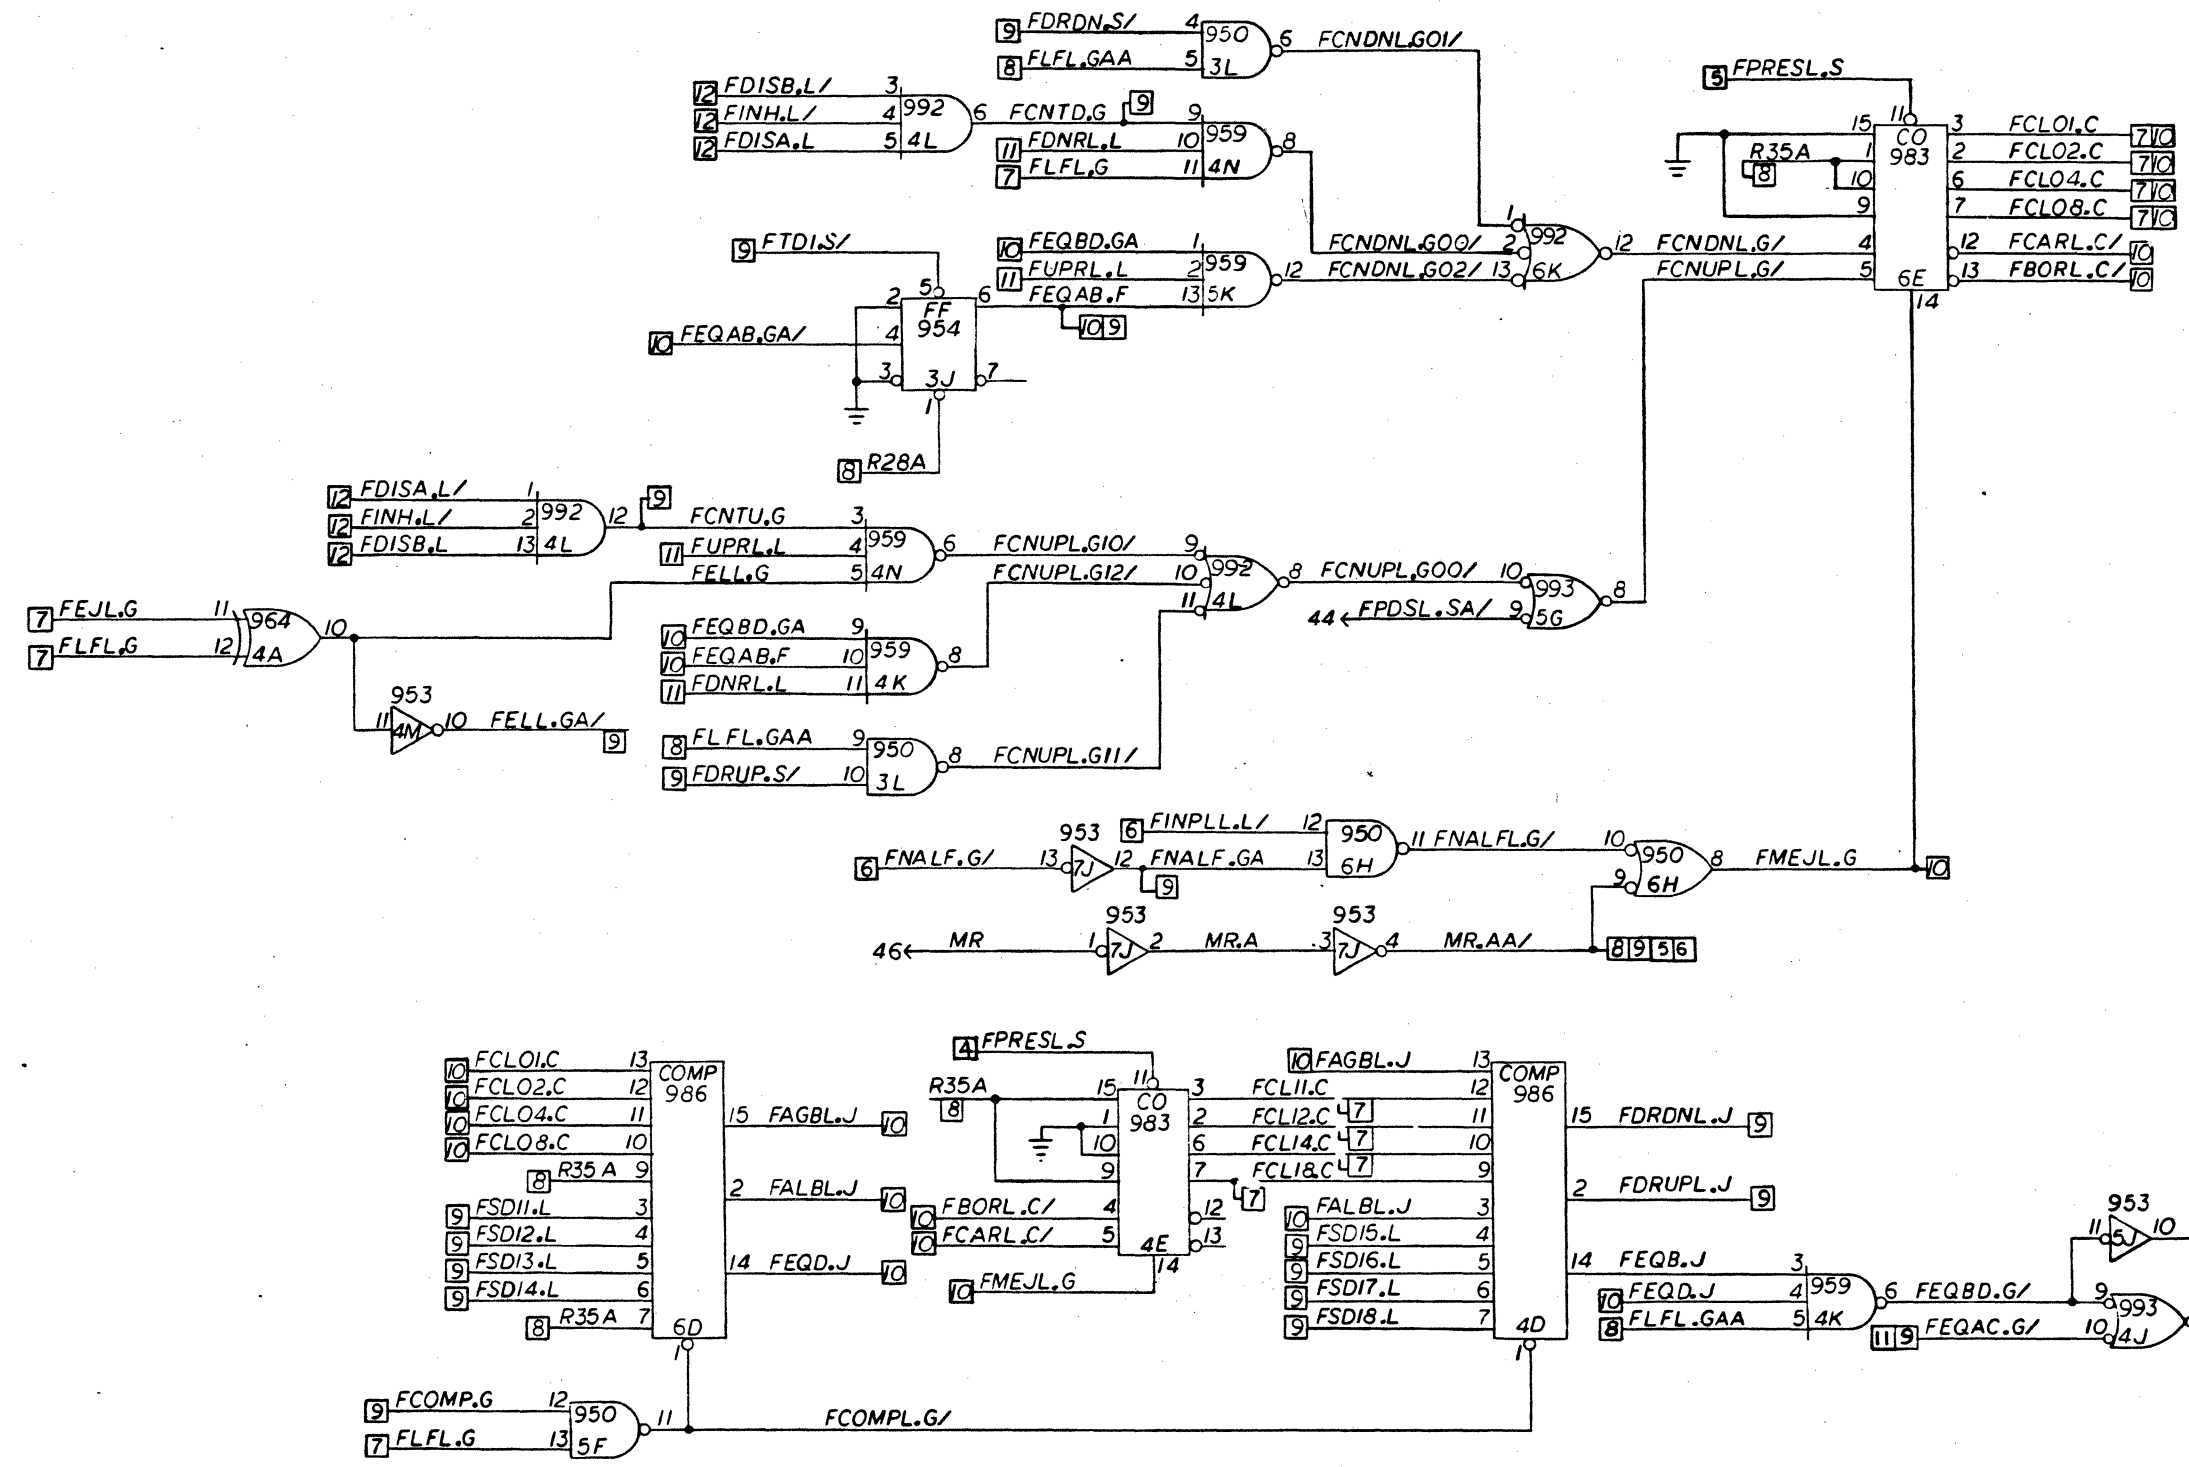 9 FDRDN.S/ 4 950 6 FCNDNL.G01/
8 FLFL.GAA 5 3L
5 FPRESL.S
12 FDISB.L/ 3 992 6 FCNTD.G 9 9 959 8
12 FINH.L/ 4
12 FDISA.L 5 4L
11 FDNRL.L 10
7 FLFL.G 11 4N
11
15 CO 3 FCL01.C 7 10
R35A 8 1 983 2 FCL02.C 7 10
10 6 FCL04.C 7 10
9 7 FCL08.C 7 10
9 FTDI.S/
10 FEQBD.GA 1 959 12 FCNDNL.G02/ 13
11 FUPRL.L 2
FEQAB.F 13 5K
10 9
1 992 12 FCNDNL.G/ 4 12 FCARL.C/ 10
FCNDNL.G00/ 2
6K
FCNUPL.G/ 5 6E 13 FBORL.C/ 10
14
5
2 FF 6
10 FEQAB.GA/ 4 954
3 3J 7
1
8 R28A
12 FDISA.L/ 1 992 12 9 FCNTU.G 3 959 6 FCNUPL.G10/ 9
12 FINH.L/ 2
12 FDISB.L 13 4L
11 FUPRL.L 4
FELL.G 5 4N
FCNUPL.G12/ 10 992 8 FCNUPL.G00/ 10 993 8
11 4L
44 FPDSL.SA/ 9 5G
7 FEJL.G 11 964 10
7 FLFL.G 12 4A
10 FEQBD.GA 9 959 8
10 FEQAB.F 10
11 FDNRL.L 11 4K
953
11 4M 10 FELL.GA/ 9
8 FLFL.GAA 9 950 8 FCNUPL.G11/
9 FDRUP.S/ 10 3L
6 FINPLL.L/ 12 950 11 FNALFL.G/ 10 950 8 FMEJL.G 10
953
6 FNALF.G/ 13 7J 12 FNALF.GA 13 6H
9
9 6H
953 953
46 MR 1 7J 2 MR.A 3 7J 4 MR.AA/ 8 9 5 6
4 FPRESL.S
10 FCL01.C 13 COMP
10 FCL02.C 12 986
10 FCL04.C 11 15 FAGBL.J 10
10 FCL08.C 10
8 R35A 9
9 FSD11.L 3 2 FALBL.J 10
9 FSD12.L 4
9 FSD13.L 5 14 FEQD.J 10
9 FSD14.L 6
8 R35A 7 6D
1
11
R35A 8 15 CO 3 FCL11.C 7
1 983 2 FCL12.C 7
10 6 FCL14.C 7
9 7 FCL18.C 7
10 FBORL.C/ 4 12
10 FCARL.C/ 5 4E 13
10 FMEJL.G 14
10 FAGBL.J 13 COMP
12 986
11 15 FDRDNL.J 9
10
9 2 FDRUPL.J 9
10 FALBL.J 3
9 FSD15.L 4
9 FSD16.L 5 14 FEQB.J 3 959 6 FEQBD.G/ 9 993
9 FSD17.L 6
9 FSD18.L 7 4D
1
10 FEQD.J 4
8 FLFL.GAA 5 4K
953
11 5J 10
11 9 FEQAC.G/ 10 4J
9 FCOMP.G 12 950 11 FCOMPL.G/
7 FLFL.G 13 5F